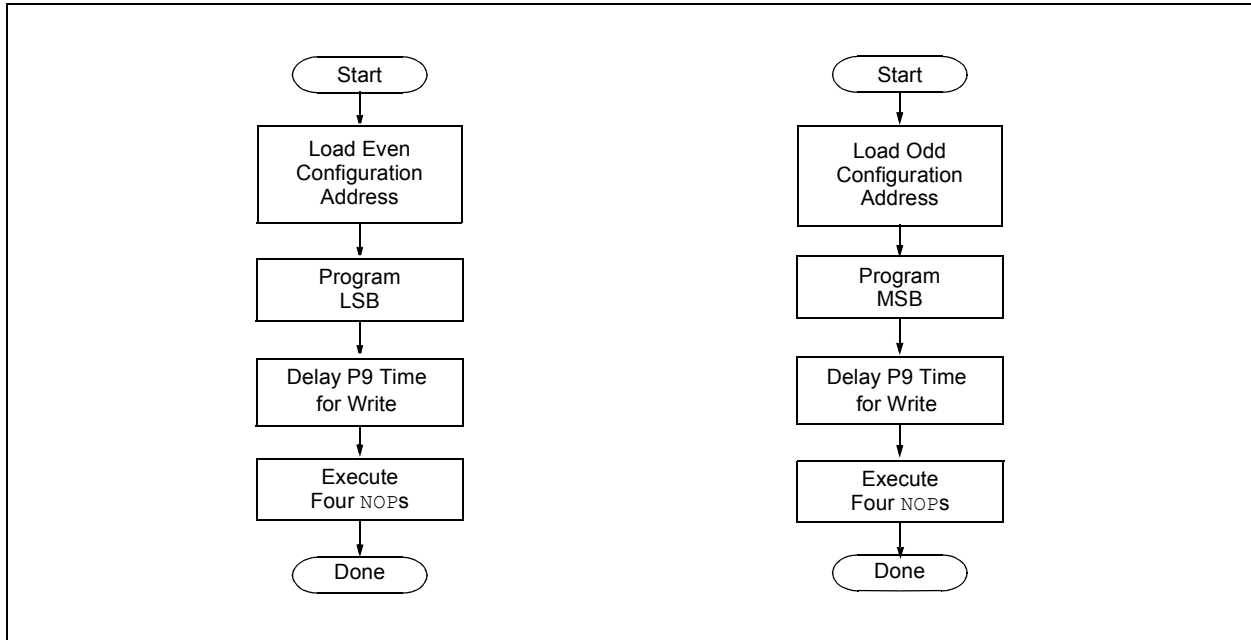 Start
Load Even
Configuration
Address
Program
LSB
Delay P9 Time
for Write
Execute
Four NOPs
Done
Start
Load Odd
Configuration
Address
Program
MSB
Delay P9 Time
for Write
Execute
Four NOPs
Done